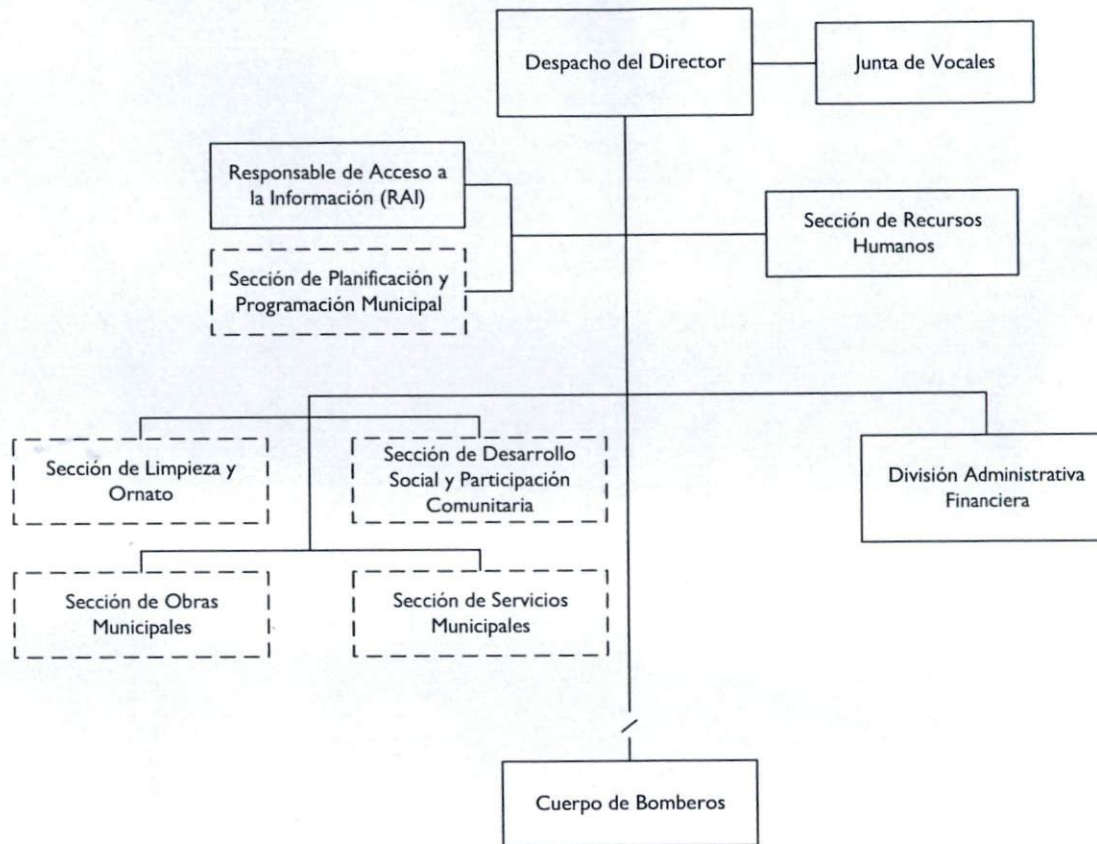 Despacho del Director
Junta de Vocales
Responsable de Acceso a
la Información (RAI)
Sección de Recursos
Humanos
Sección de Planificación y
Programación Municipal
Sección de Limpieza y
Ornato
Sección de Desarrollo
Social y Participación
Comunitaria
División Administrativa
Financiera
Sección de Obras
Municipales
Sección de Servicios
Municipales
Cuerpo de Bomberos